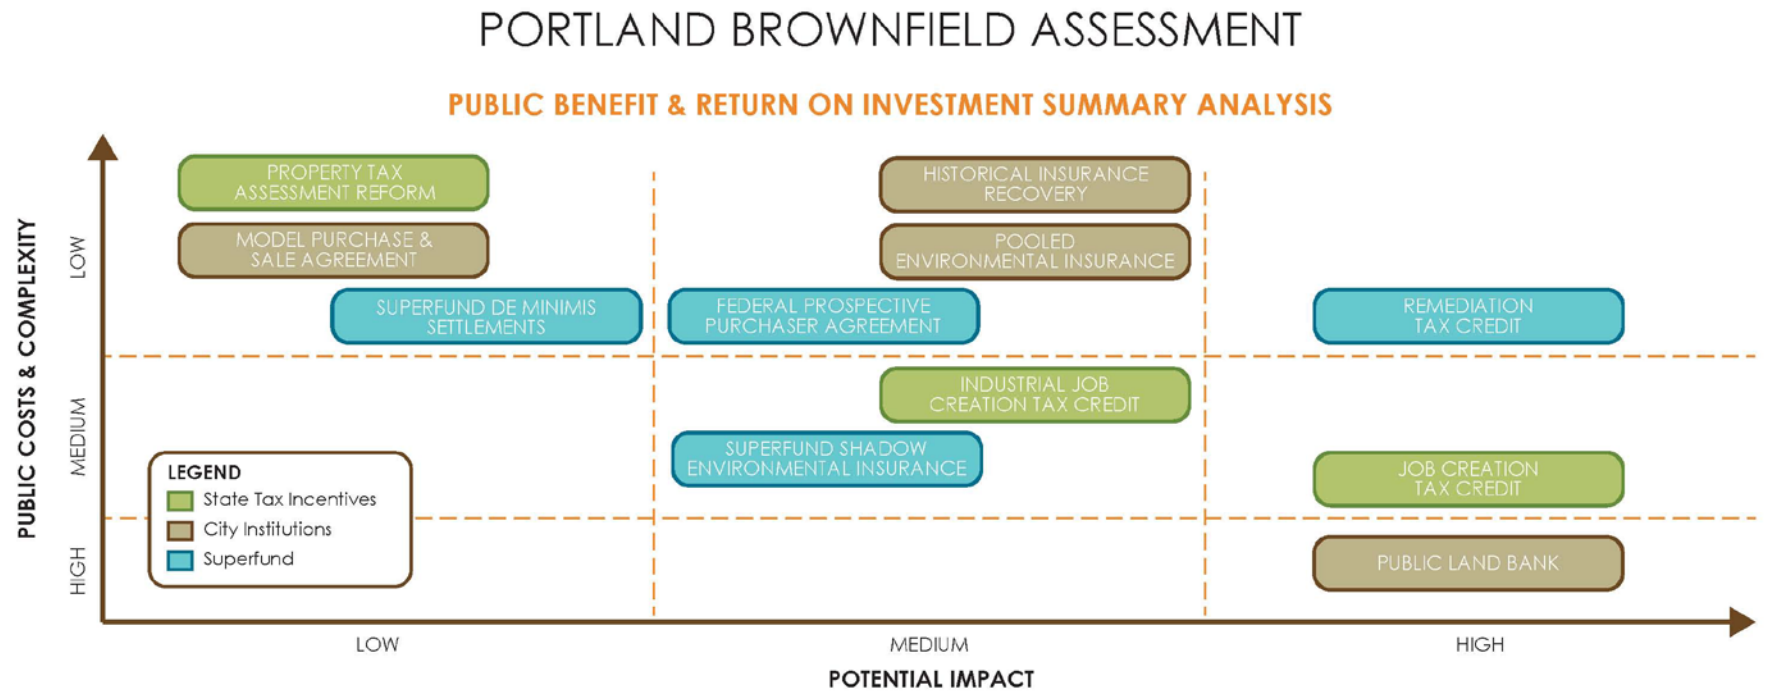 PORTLAND BROWNFIELD ASSESSMENT
PUBLIC BENEFIT & RETURN ON INVESTMENT SUMMARY ANALYSIS
PUBLIC COSTS & COMPLEXITY
LOW
MEDIUM
HIGH
PROPERTY TAX
ASSESSMENT REFORM
MODEL PURCHASE &
SALE AGREEMENT
SUPERFUND DE MINIMIS
SETTLEMENTS
HISTORICAL INSURANCE
RECOVERY
POOLED
ENVIRONMENTAL INSURANCE
FEDERAL PROSPECTIVE
PURCHASER AGREEMENT
REMEDIATION
TAX CREDIT
INDUSTRIAL JOB
CREATION TAX CREDIT
SUPERFUND SHADOW
ENVIRONMENTAL INSURANCE
JOB CREATION
TAX CREDIT
PUBLIC LAND BANK
LEGEND
State Tax Incentives
City Institutions
Superfund
LOW
MEDIUM
HIGH
POTENTIAL IMPACT